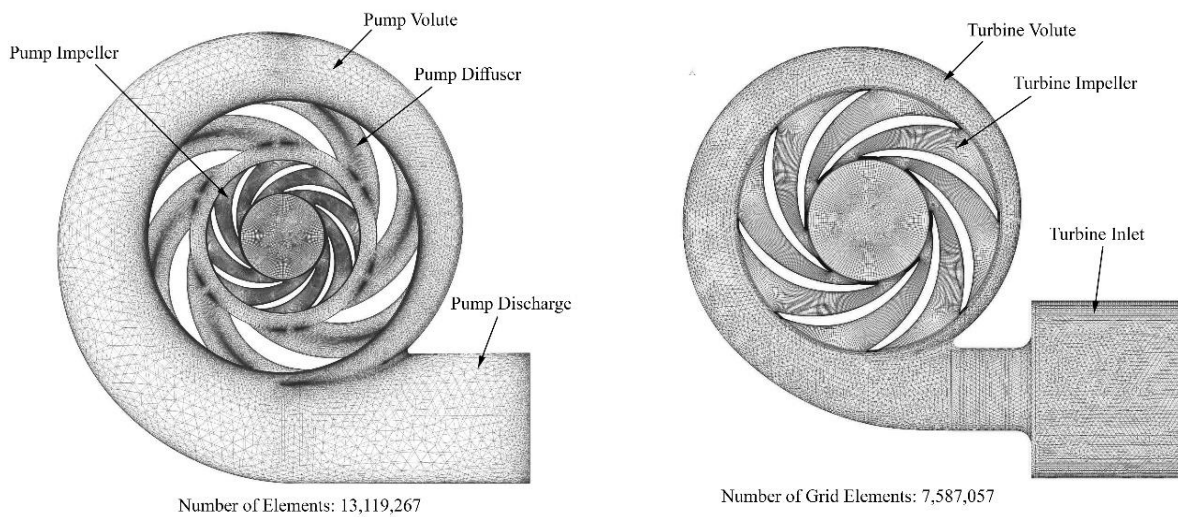 Pump Volute
Pump Impeller
Pump Diffuser
Pump Discharge
Number of Elements: 13,119,267
Turbine Volute
Turbine Impeller
Turbine Inlet
Number of Grid Elements: 7,587,057